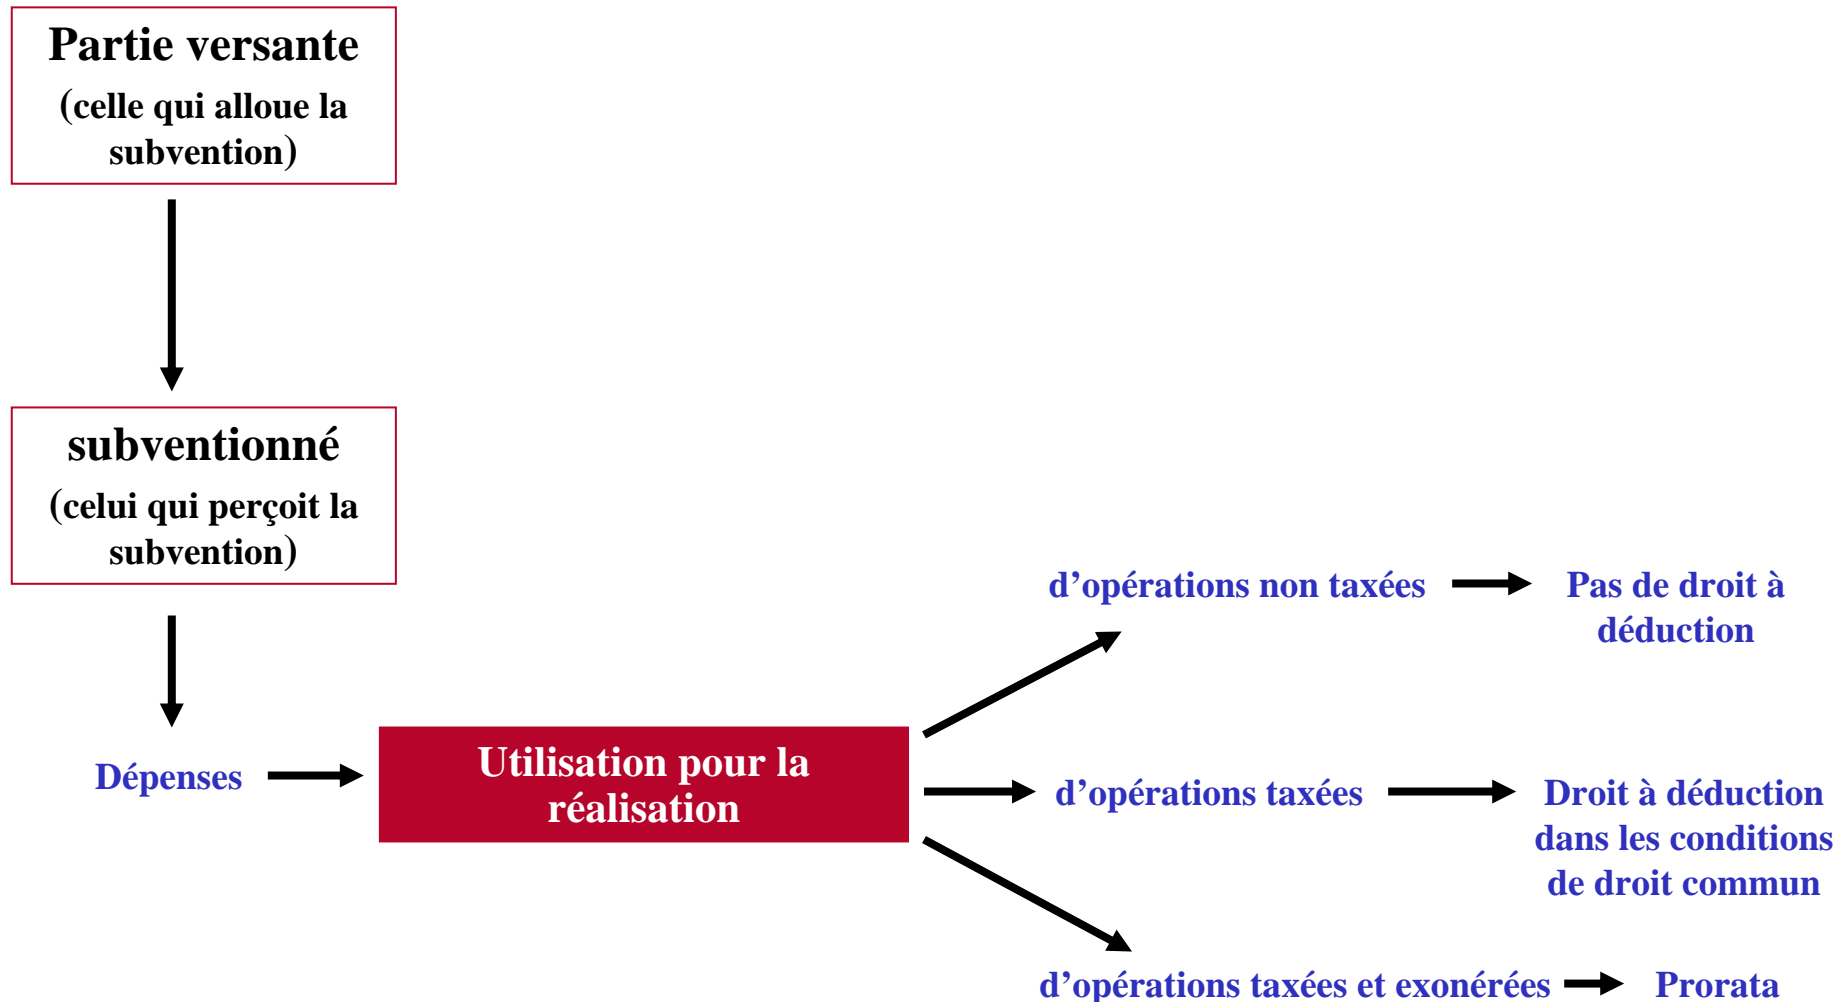 Partie versante
(celle qui alloue la
subvention)
subventionné
(celui qui perçoit la
subvention)
Dépenses
Utilisation pour la
réalisation
d’opérations non taxées
Pas de droit à
déduction
d’opérations taxées
Droit à déduction
dans les conditions
de droit commun
d’opérations taxées et exonérées
Prorata